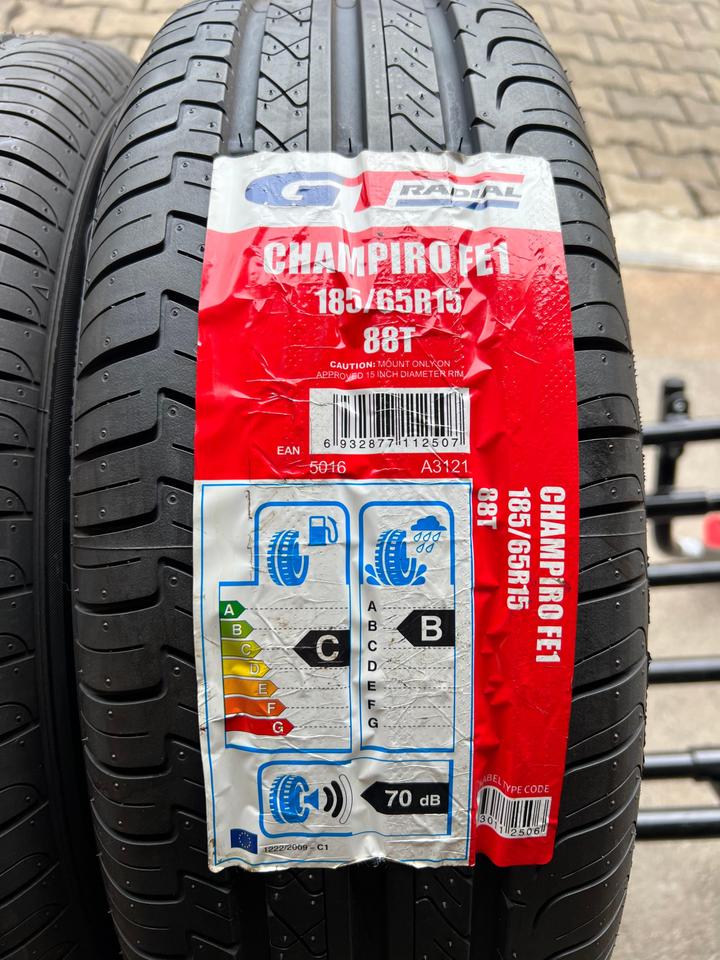 GT RADIAL
CHAMPIRO FE1
185/65R15
88T
CAUTION: MOUNT ONLY ON
APPROVED 15 INCH DIAMETER RIM
EAN
6 932877 112507
5016 A3121
A
B
C
D
E
F
G
C
A
B
C
D
E
F
G
B
70 dB
1222/2009 - C1
CHAMPIRO FE1
185/65R15
88T
LABEL TYPE CODE